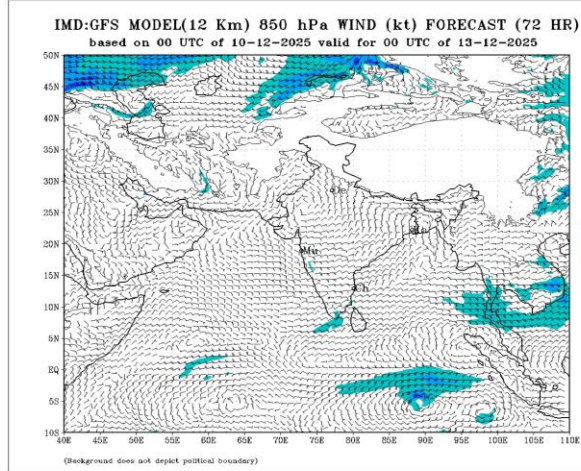 IMD:GFS MODEL(12 Km) 850 hPa WIND (kt) FORECAST (72 HR)
based on 00 UTC of 10-12-2025 valid for 00 UTC of 13-12-2025
50N
45N
40N
35N
30N
25N
20N
15N
10N
5N
EQ
5S
10S
Mu
Ch
40E 45E 50E 55E 60E 65E 70E 75E 80E 85E 90E 95E 100E 105E 110E
(Background does not depict political boundary)